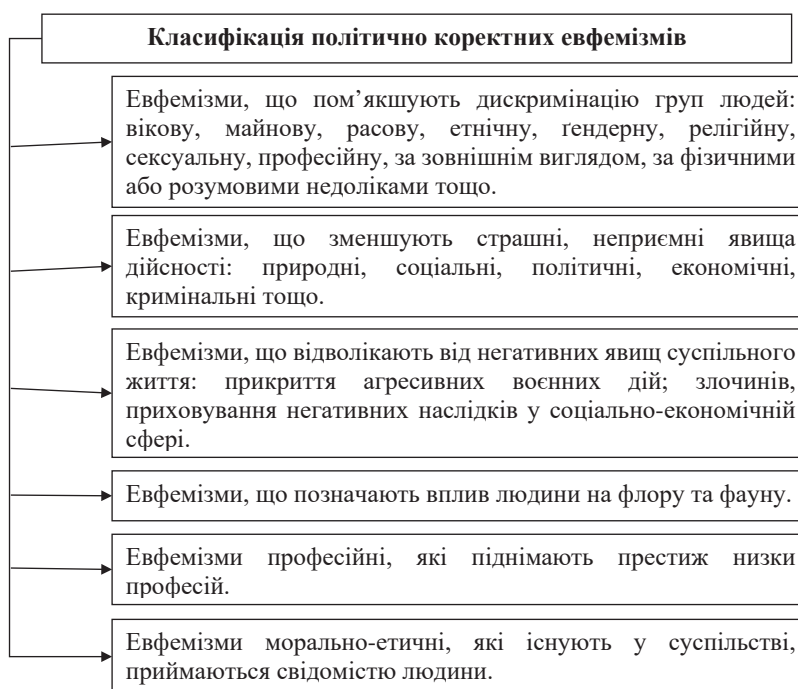 Класифікація політично коректних евфемізмів
Евфемізми, що пом’якшують дискримінацію груп людей:
вікову, майнову, расову, етнічну, ґендерну, релігійну,
сексуальну, професійну, за зовнішнім виглядом, за фізичними
або розумовими недоліками тощо.
Евфемізми, що зменшують страшні, неприємні явища
дійсності: природні, соціальні, політичні, економічні,
кримінальні тощо.
Евфемізми, що відволікають від негативних явищ суспільного
життя: прикриття агресивних воєнних дій; злочинів,
приховування негативних наслідків у соціально-економічній
сфері.
Евфемізми, що позначають вплив людини на флору та фауну.
Евфемізми професійні, які піднімають престиж низки
професій.
Евфемізми морально-етичні, які існують у суспільстві,
приймаються свідомістю людини.